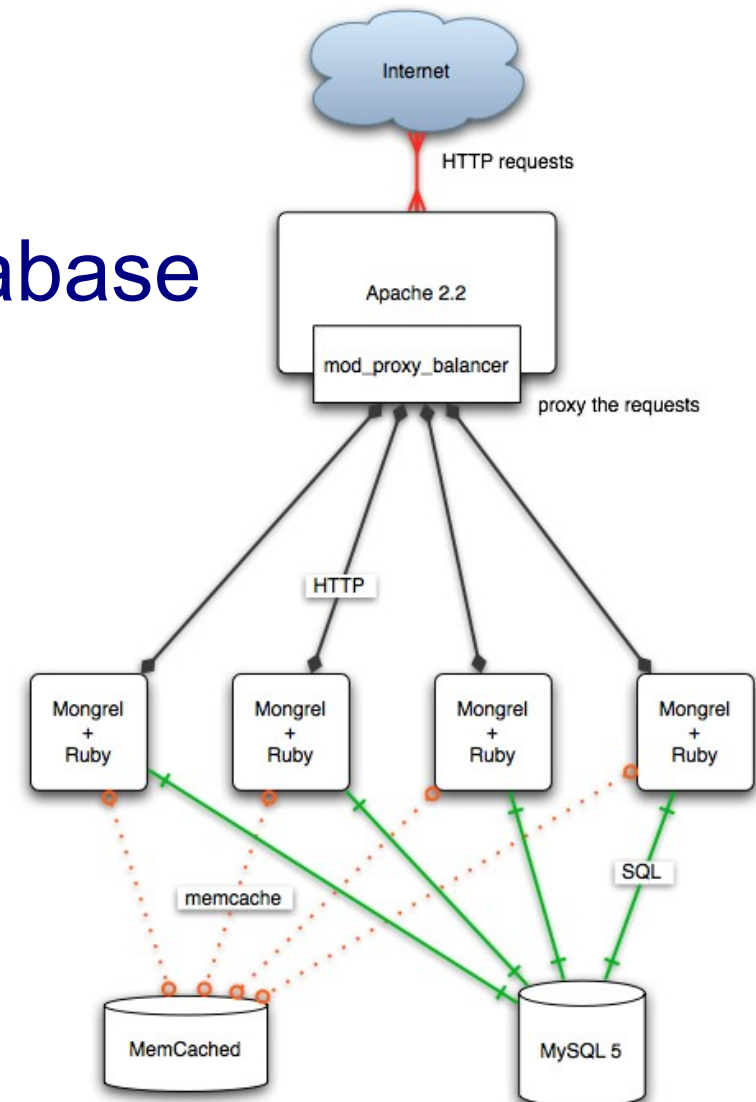 Internet
HTTP requests
abase
Apache 2.2
mod_proxy_balancer
proxy the requests
HTTP
Mongrel
+
Ruby
Mongrel
+
Ruby
Mongrel
+
Ruby
Mongrel
+
Ruby
SQL
memcache
MemCached
MySQL 5